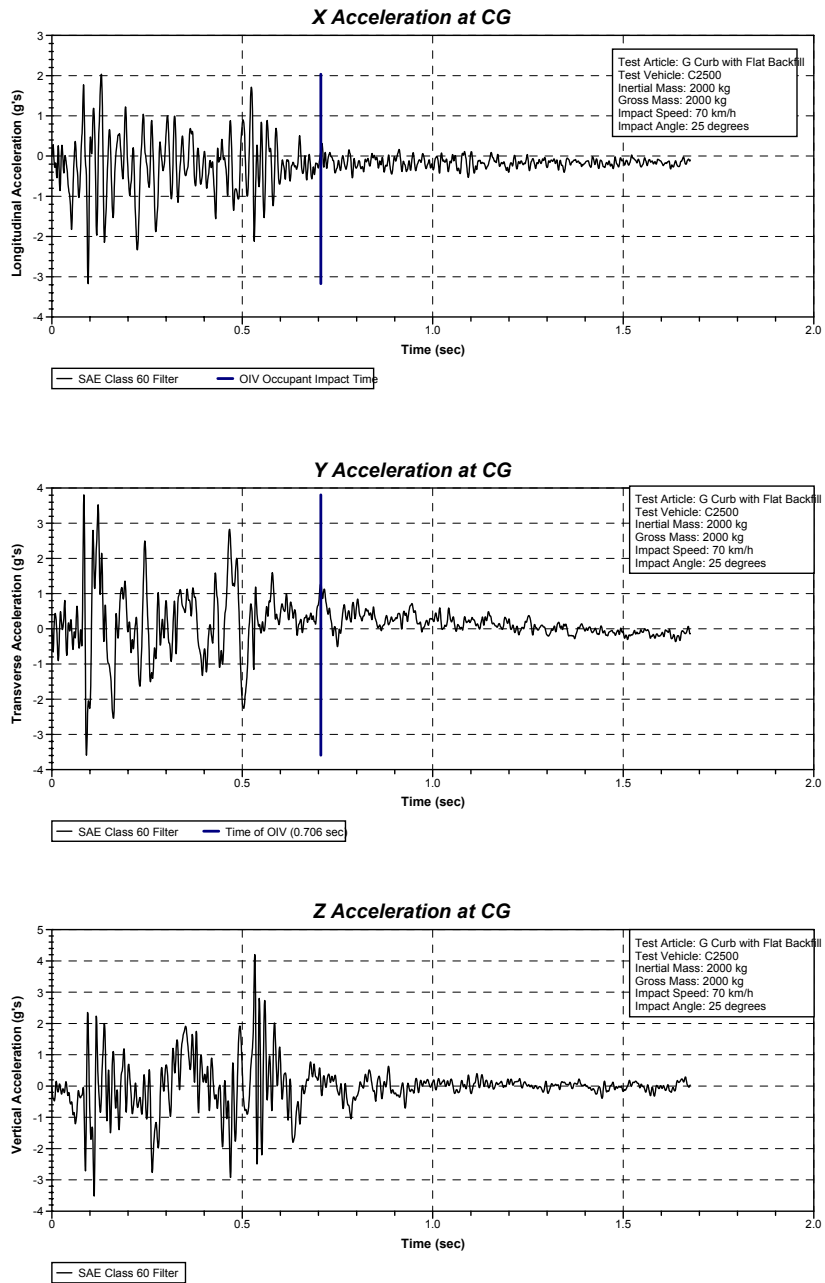 X Acceleration at CG
3
2
1
0
-1
-2
-3
-4
Longitudinal Acceleration (g's)
Test Article: G Curb with Flat Backfill
Test Vehicle: C2500
Inertial Mass: 2000 kg
Gross Mass: 2000 kg
Impact Speed: 70 km/h
Impact Angle: 25 degrees
0 0.5 1.0 1.5 2.0
Time (sec)
SAE Class 60 Filter OIV Occupant Impact Time
Y Acceleration at CG
4
3
2
1
0
-1
-2
-3
-4
Transverse Acceleration (g's)
Test Article: G Curb with Flat Backfill
Test Vehicle: C2500
Inertial Mass: 2000 kg
Gross Mass: 2000 kg
Impact Speed: 70 km/h
Impact Angle: 25 degrees
0 0.5 1.0 1.5 2.0
Time (sec)
SAE Class 60 Filter Time of OIV (0.706 sec)
Z Acceleration at CG
5
4
3
2
1
0
-1
-2
-3
-4
Vertical Acceleration (g's)
Test Article: G Curb with Flat Backfill
Test Vehicle: C2500
Inertial Mass: 2000 kg
Gross Mass: 2000 kg
Impact Speed: 70 km/h
Impact Angle: 25 degrees
0 0.5 1.0 1.5 2.0
Time (sec)
SAE Class 60 Filter